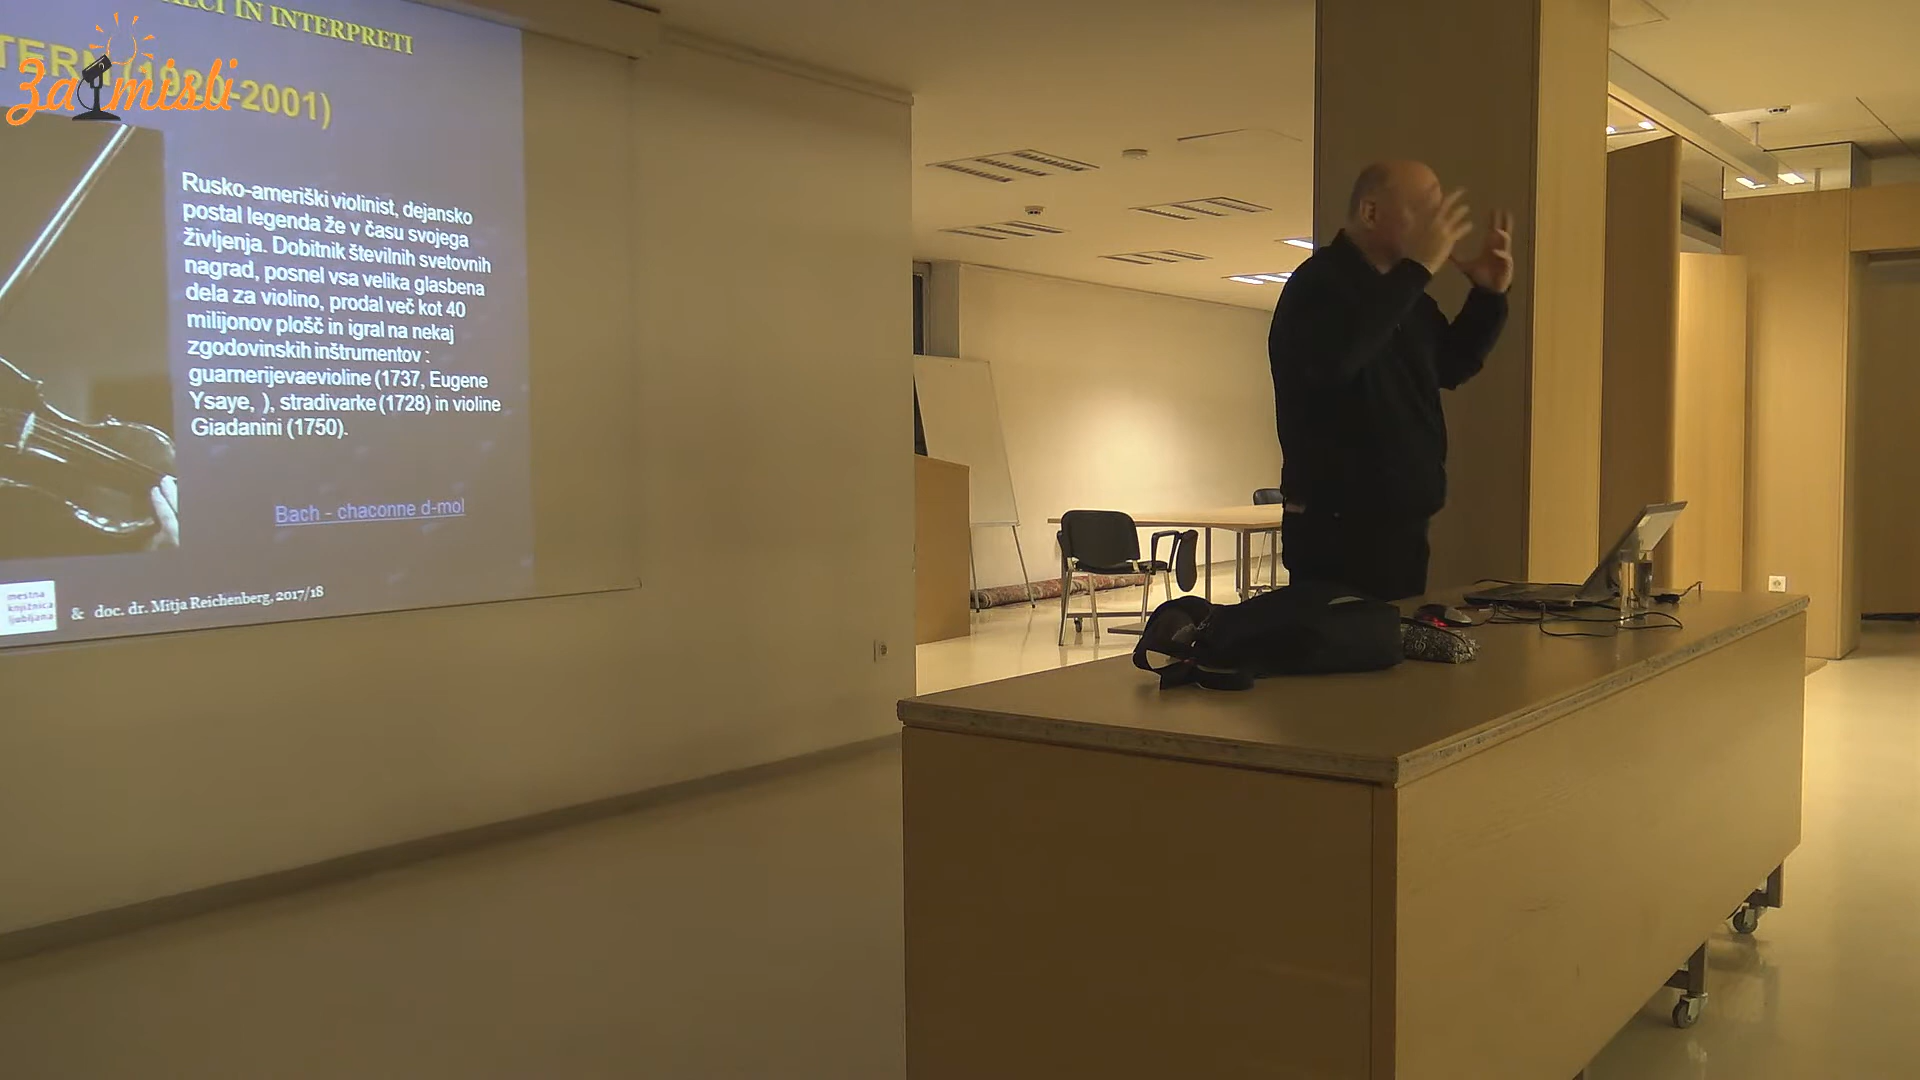 IN INTERPRETI
TERN (1920-2001)
Zamisli
Rusko-ameriški violinist, dejansko
postal legenda že v času svojega
življenja. Dobitnik številnih svetovnih
nagrad, posnel vsa velika glasbena
dela za violino, prodal več kot 40
milijonov plošč in igral na nekaj
zgodovinskih inštrumentov :
guarnerijevaevioline (1737, Eugene
Ysaye, ), stradivarke (1728) in violine
Giadanini (1750).
Bach - chaconne d-mol
mestna
knjižnica
ljubljana
& doc. dr. Mitja Reichenberg, 2017/18